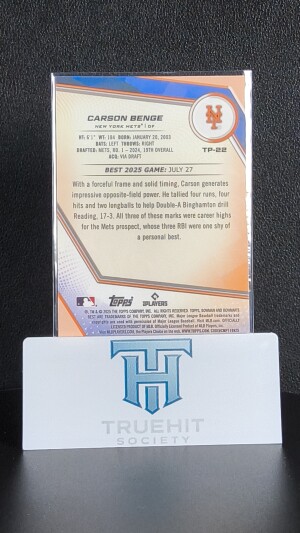 CARSON BENGE
NEW YORK METS | OF
TP-22
HT: 6'1" WT: 184 BORN: JANUARY 20, 2003
BATS: LEFT THROWS: RIGHT
DRAFTED: METS, RD. 1 - 2024, 19TH OVERALL
ACQ: VIA DRAFT
BEST 2025 GAME: JULY 27
With a forceful frame and solid timing, Carson generates
impressive opposite-field power. He tallied four runs, four
hits and two longballs to help Double-A Binghamton drill
Reading, 17-3. All three of these marks were career highs
for the Mets prospect, whose three RBI were one shy of
a personal best.
Topps
PLAYERS
TRUEHIT
SOCIETY